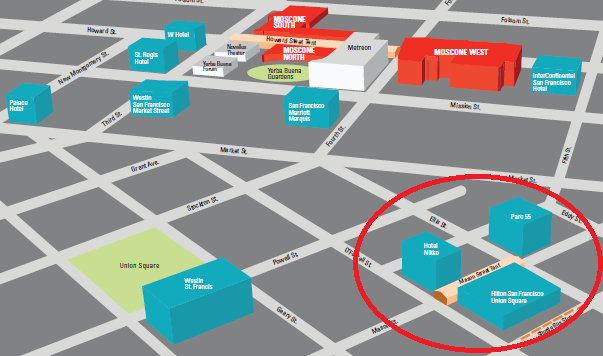 Folsom St.
MOSCONE
SOUTH
Howard St.
W Hotel
Howard Street Tent
Novellus
Theater
MOSCONE
NORTH
Metreon
MOSCONE WEST
St. Regis
Hotel
New Montgomery St.
Yerba Buena
Forum
Yerba Buena
Gardens
InterContinental
San Francisco
Hotel
Palace
Hotel
Westin
San Francisco
Market Street
San Francisco
Marriott
Marquis
Mission St.
Third St.
Fourth St.
Fifth St.
Market St.
Market St.
Grant Ave.
Stockton St.
Ellis St.
Parc 55
Eddy St.
Hotel
Nikko
Powell St.
O'Farrell St.
Union Square
Mason Street Tent
Westin
St. Francis
Hilton San Francisco
Union Square
Geary St.